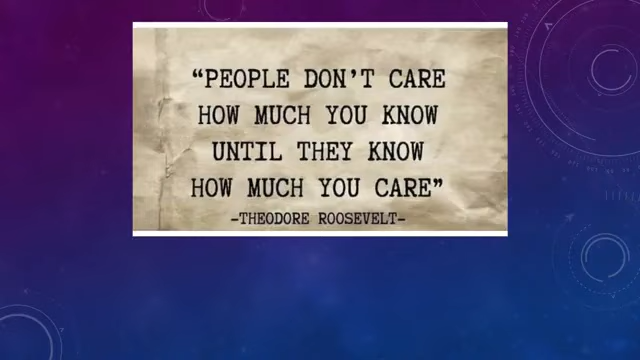 “PEOPLE DON’T CARE
HOW MUCH YOU KNOW
UNTIL THEY KNOW
HOW MUCH YOU CARE”
-THEODORE ROOSEVELT-